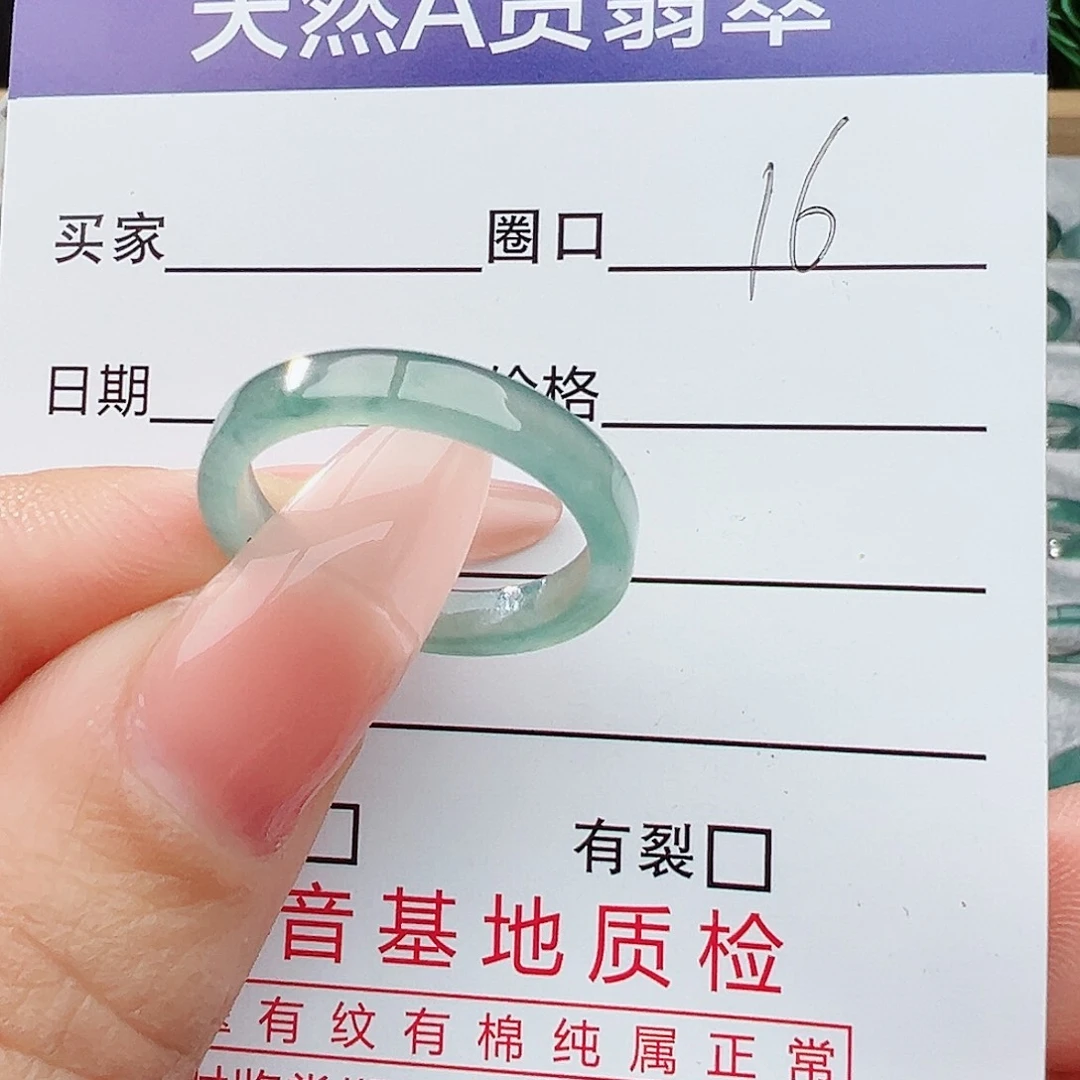 天然A货翡翠
买家 圈口 16
日期 价格
有裂
音基地质检
有纹有棉纯属正常